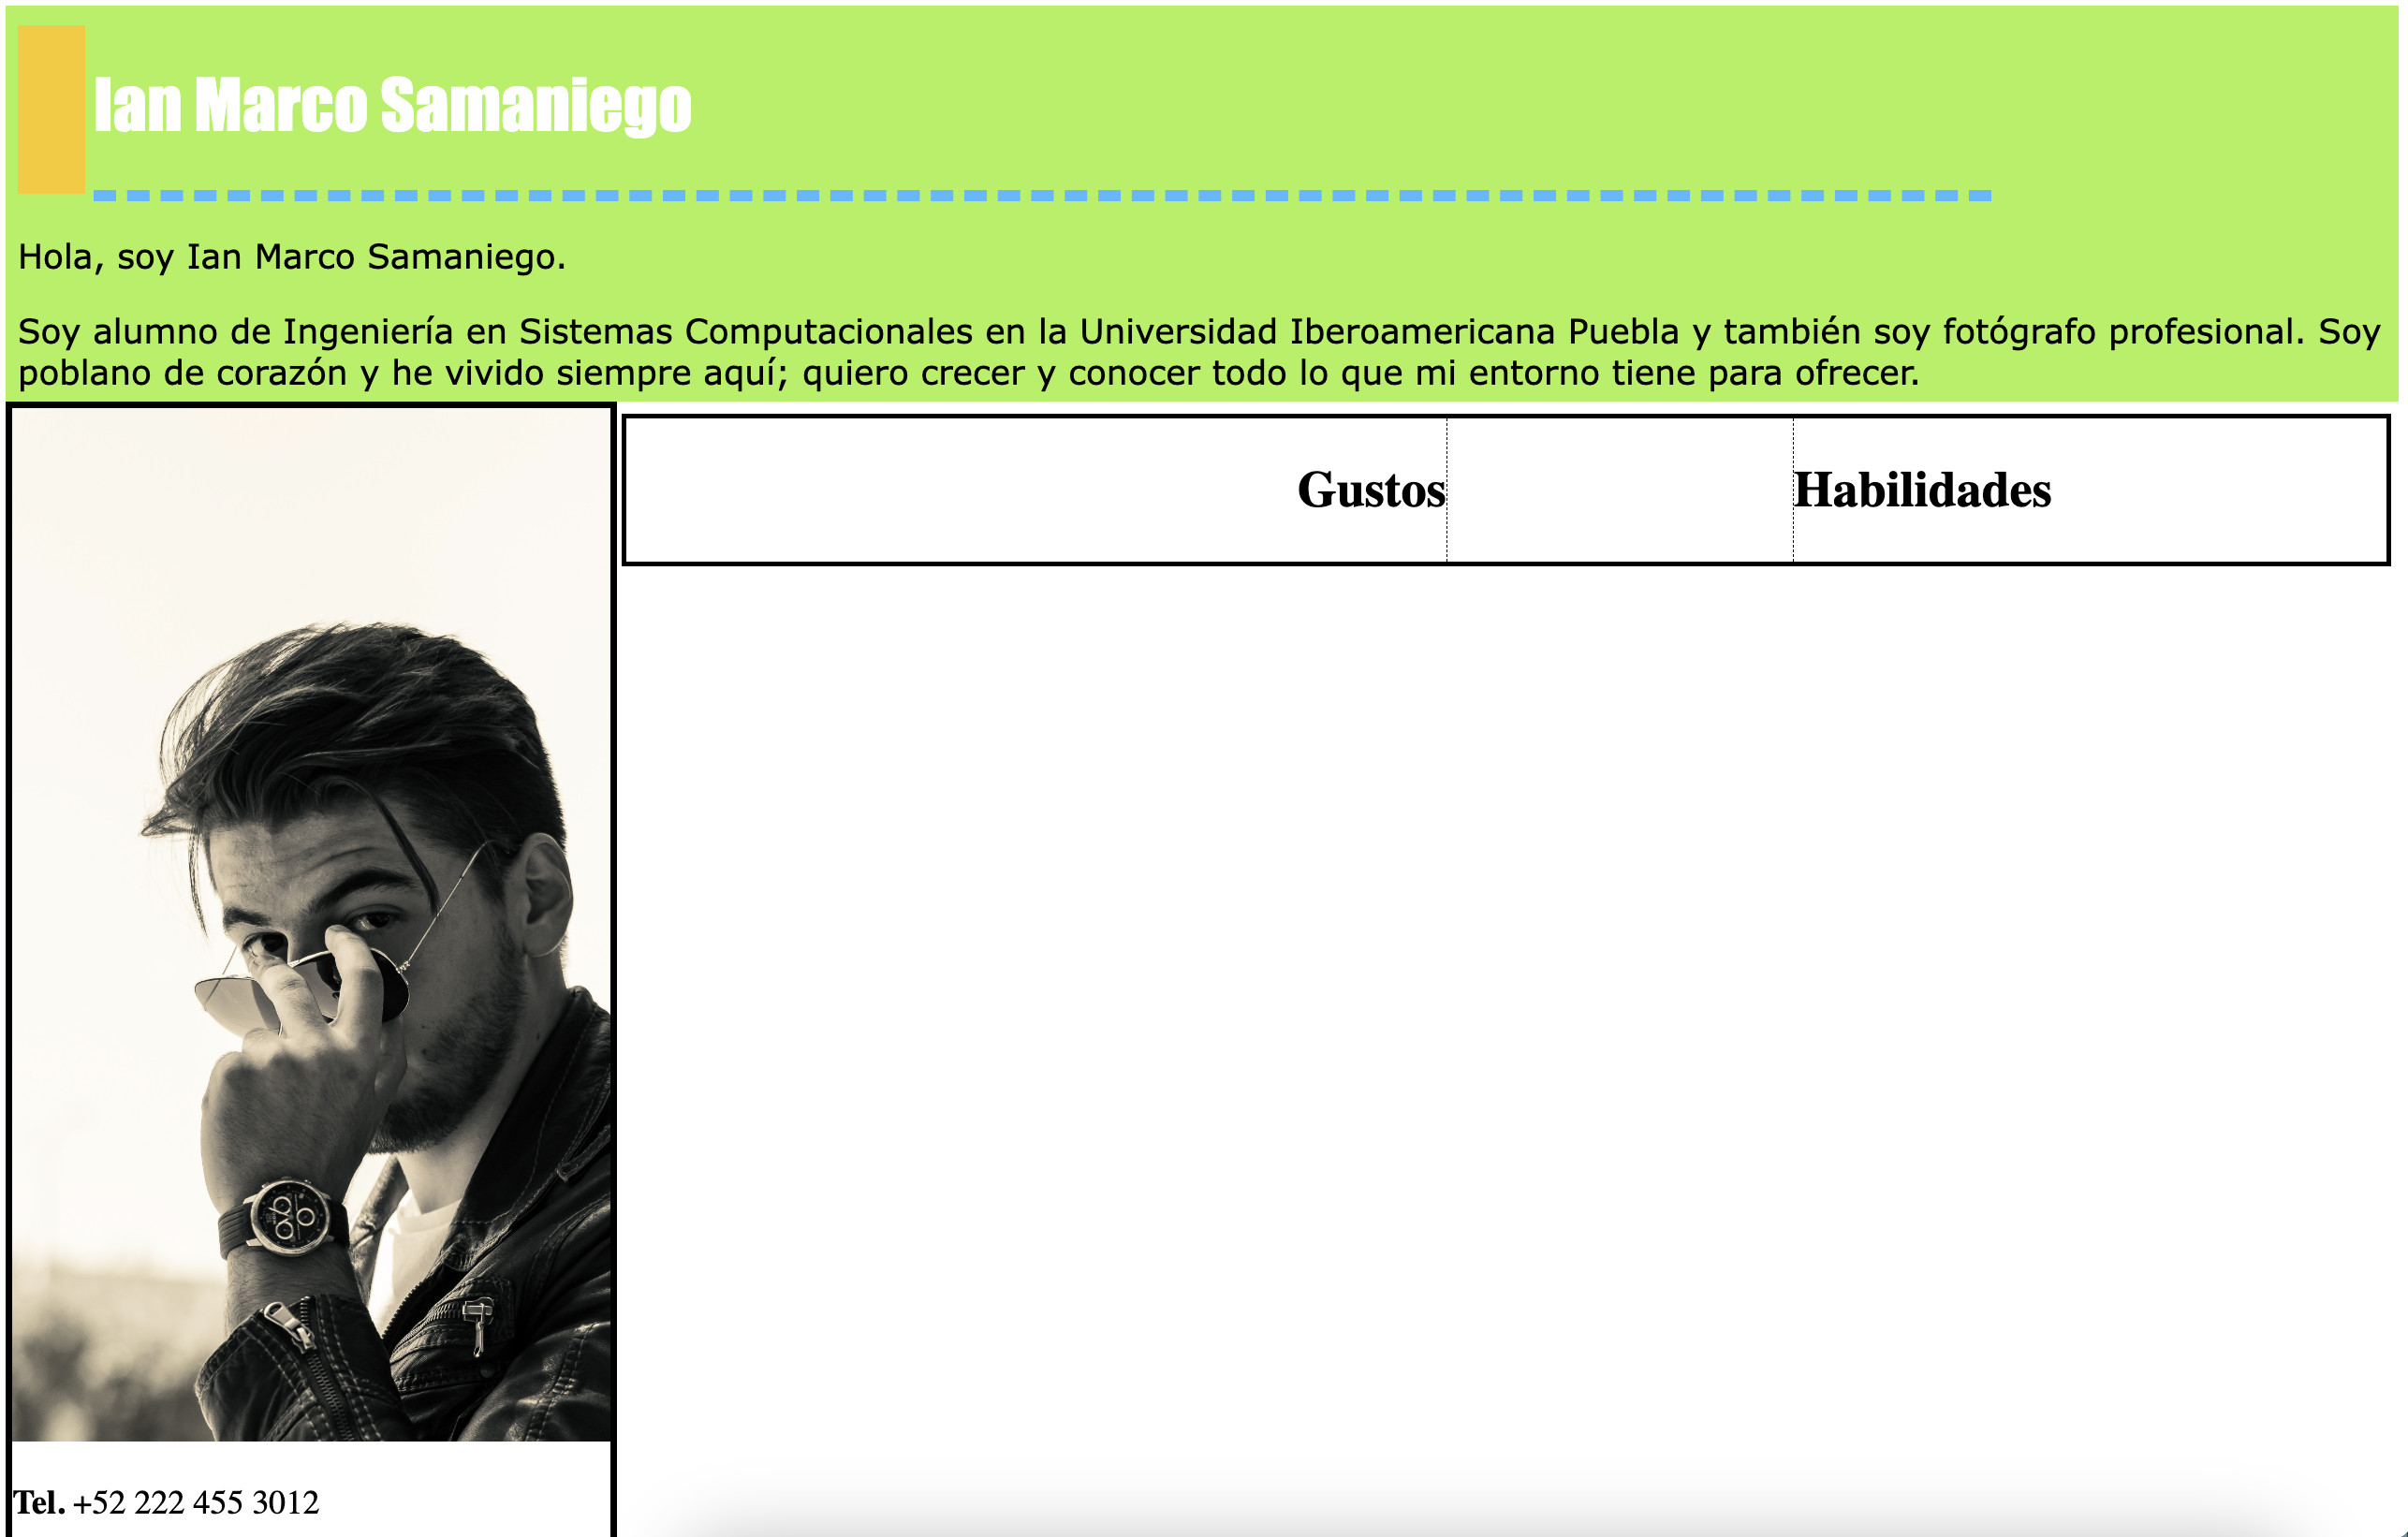 Ian Marco Samaniego
Hola, soy Ian Marco Samaniego.
Soy alumno de Ingeniería en Sistemas Computacionales en la Universidad Iberoamericana Puebla y también soy fotógrafo profesional. Soy
poblano de corazón y he vivido siempre aquí; quiero crecer y conocer todo lo que mi entorno tiene para ofrecer.
Gustos
Habilidades
Tel. +52 222 455 3012